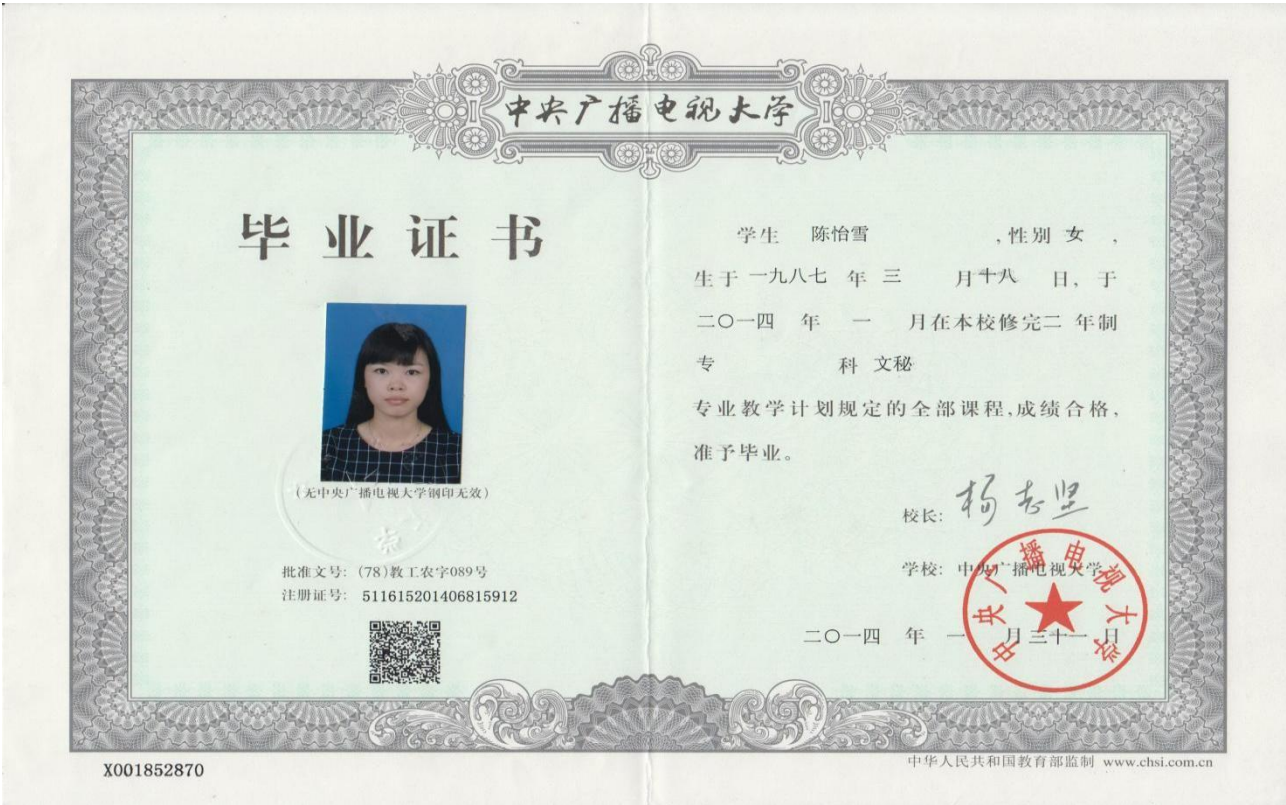 中央广播电视大学
毕业证书
(无中央广播电视大学钢印无效)
批准文号: (78)教工农字089号
注册证号: 511615201406815912
X001852870
学生 陈怡雪 ,性别 女 ,
生于 一九八七 年 三 月 十八 日, 于
二〇一四 年 一 月在本校修完二 年制
专 科 文秘
专业教学计划规定的全部课程,成绩合格,
准予毕业。
校长: 杨志坚
学校: 中央广播电视大学
二〇一四 年 一 月三十一日
中央广播电视大学
中华人民共和国教育部监制 www.chsi.com.cn